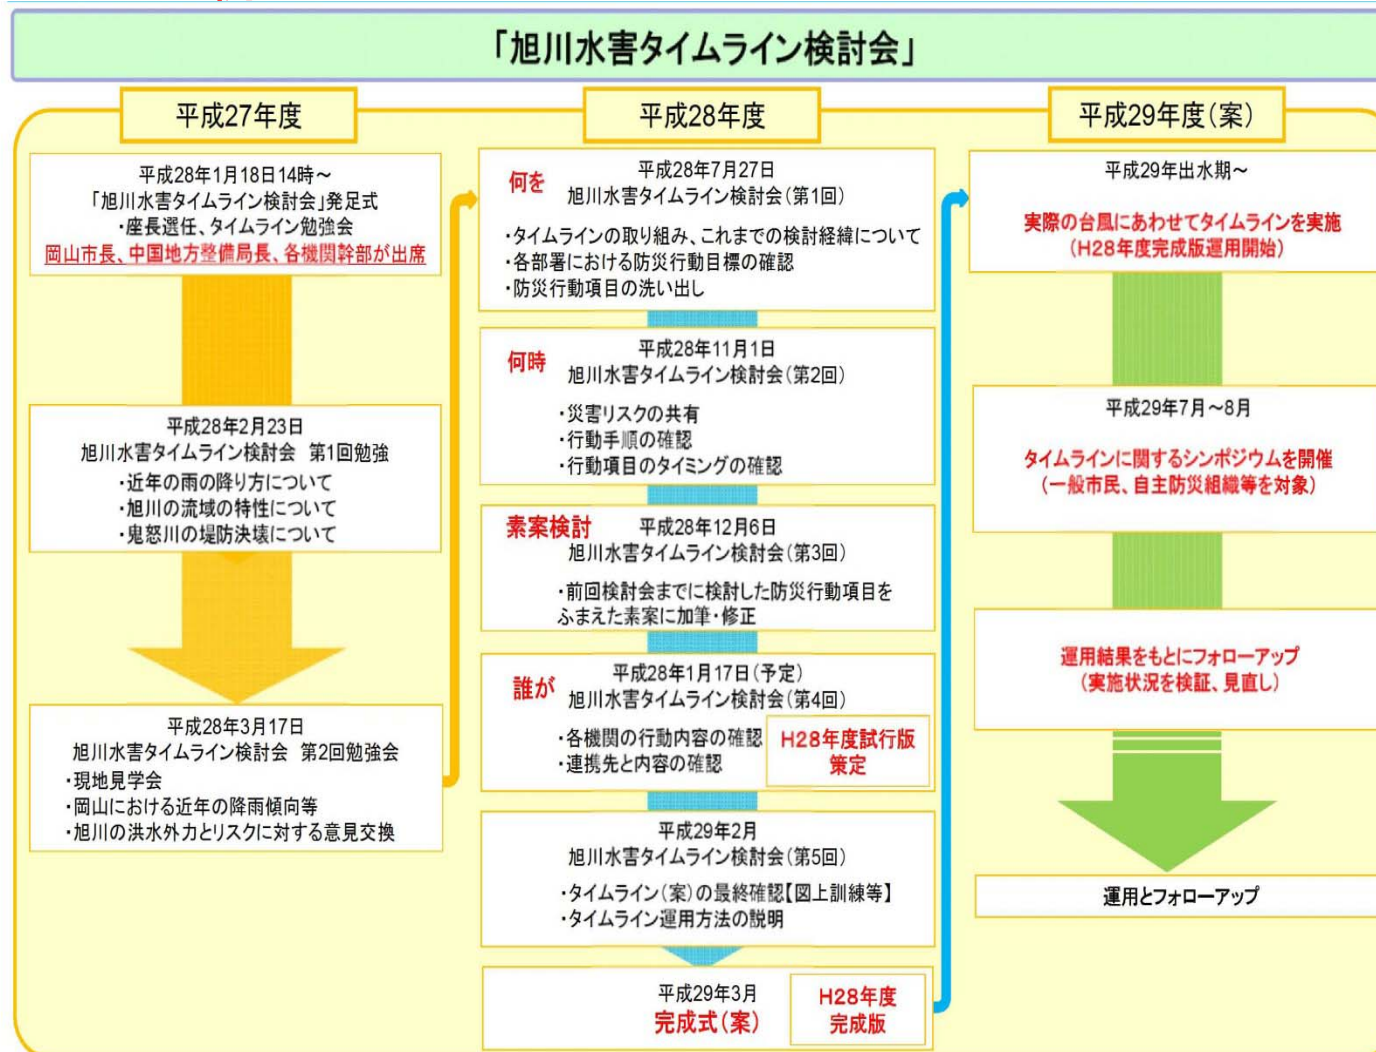 「旭川水害タイムライン検討会」
平成27年度
平成28年1月18日14時～
「旭川水害タイムライン検討会」発足式
・座長選任、タイムライン勉強会
岡山市長、中国地方整備局長、各機関幹部が出席
平成28年2月23日
旭川水害タイムライン検討会 第1回勉強
・近年の雨の降り方について
・旭川の流域の特性について
・鬼怒川の堤防決壊について
平成28年3月17日
旭川水害タイムライン検討会 第2回勉強会
・現地見学会
・岡山における近年の降雨傾向等
・旭川の洪水外力とリスクに対する意見交換
平成28年度
何を
平成28年7月27日
旭川水害タイムライン検討会(第1回)
・タイムラインの取り組み、これまでの検討経緯について
・各部署における防災行動目標の確認
・防災行動項目の洗い出し
何時
平成28年11月1日
旭川水害タイムライン検討会(第2回)
・災害リスクの共有
・行動手順の確認
・行動項目のタイミングの確認
素案検討
平成28年12月6日
旭川水害タイムライン検討会(第3回)
・前回検討会までに検討した防災行動項目を
ふまえた素案に加筆・修正
誰が
平成28年1月17日(予定)
旭川水害タイムライン検討会(第4回)
・各機関の行動内容の確認
・連携先と内容の確認
H28年度試行版
策定
平成29年2月
旭川水害タイムライン検討会(第5回)
・タイムライン(案)の最終確認【図上訓練等】
・タイムライン運用方法の説明
平成29年3月
完成式(案)
H28年度
完成版
平成29年度(案)
平成29年出水期～
実際の台風にあわせてタイムラインを実施
(H28年度完成版運用開始)
平成29年7月～8月
タイムラインに関するシンポジウムを開催
(一般市民、自主防災組織等を対象)
運用結果をもとにフォローアップ
(実施状況を検証、見直し)
運用とフォローアップ